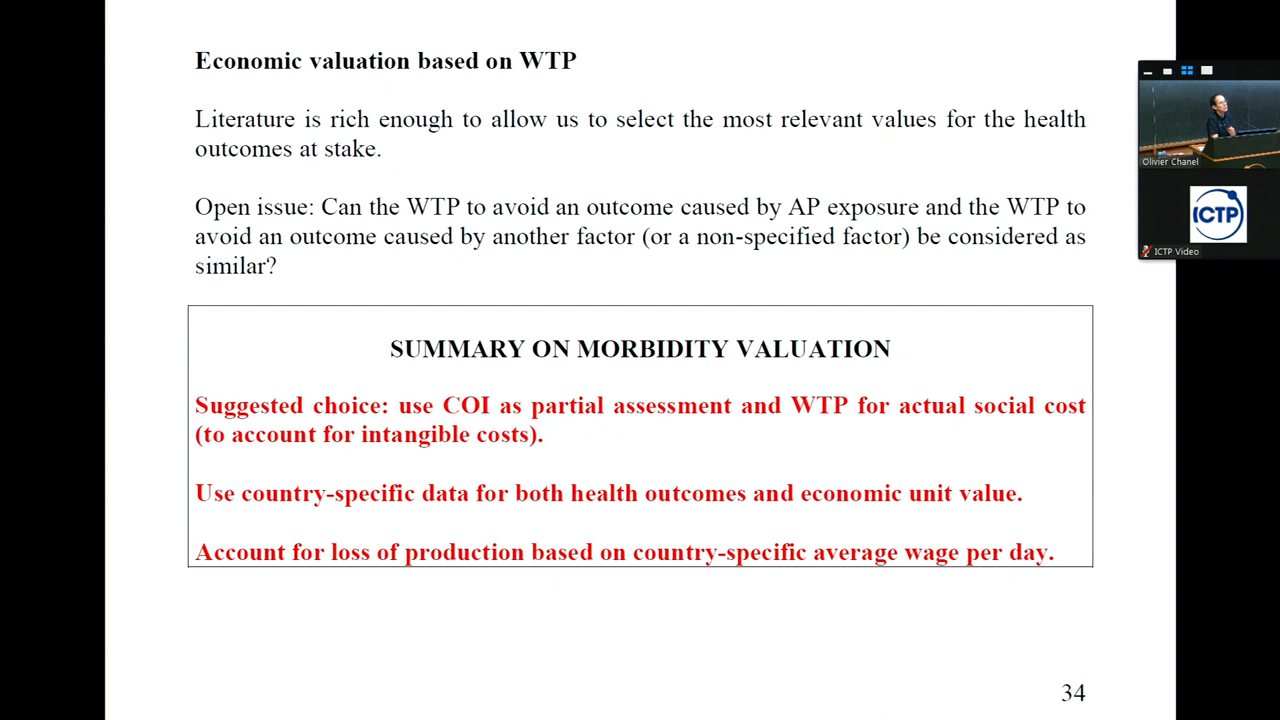 Economic valuation based on WTP
Literature is rich enough to allow us to select the most relevant values for the health
outcomes at stake.
Open issue: Can the WTP to avoid an outcome caused by AP exposure and the WTP to
avoid an outcome caused by another factor (or a non-specified factor) be considered as
similar?
SUMMARY ON MORBIDITY VALUATION
Suggested choice: use COI as partial assessment and WTP for actual social cost
(to account for intangible costs).
Use country-specific data for both health outcomes and economic unit value.
Account for loss of production based on country-specific average wage per day.
34
Olivier Chanel
ICTP
ICTP Video